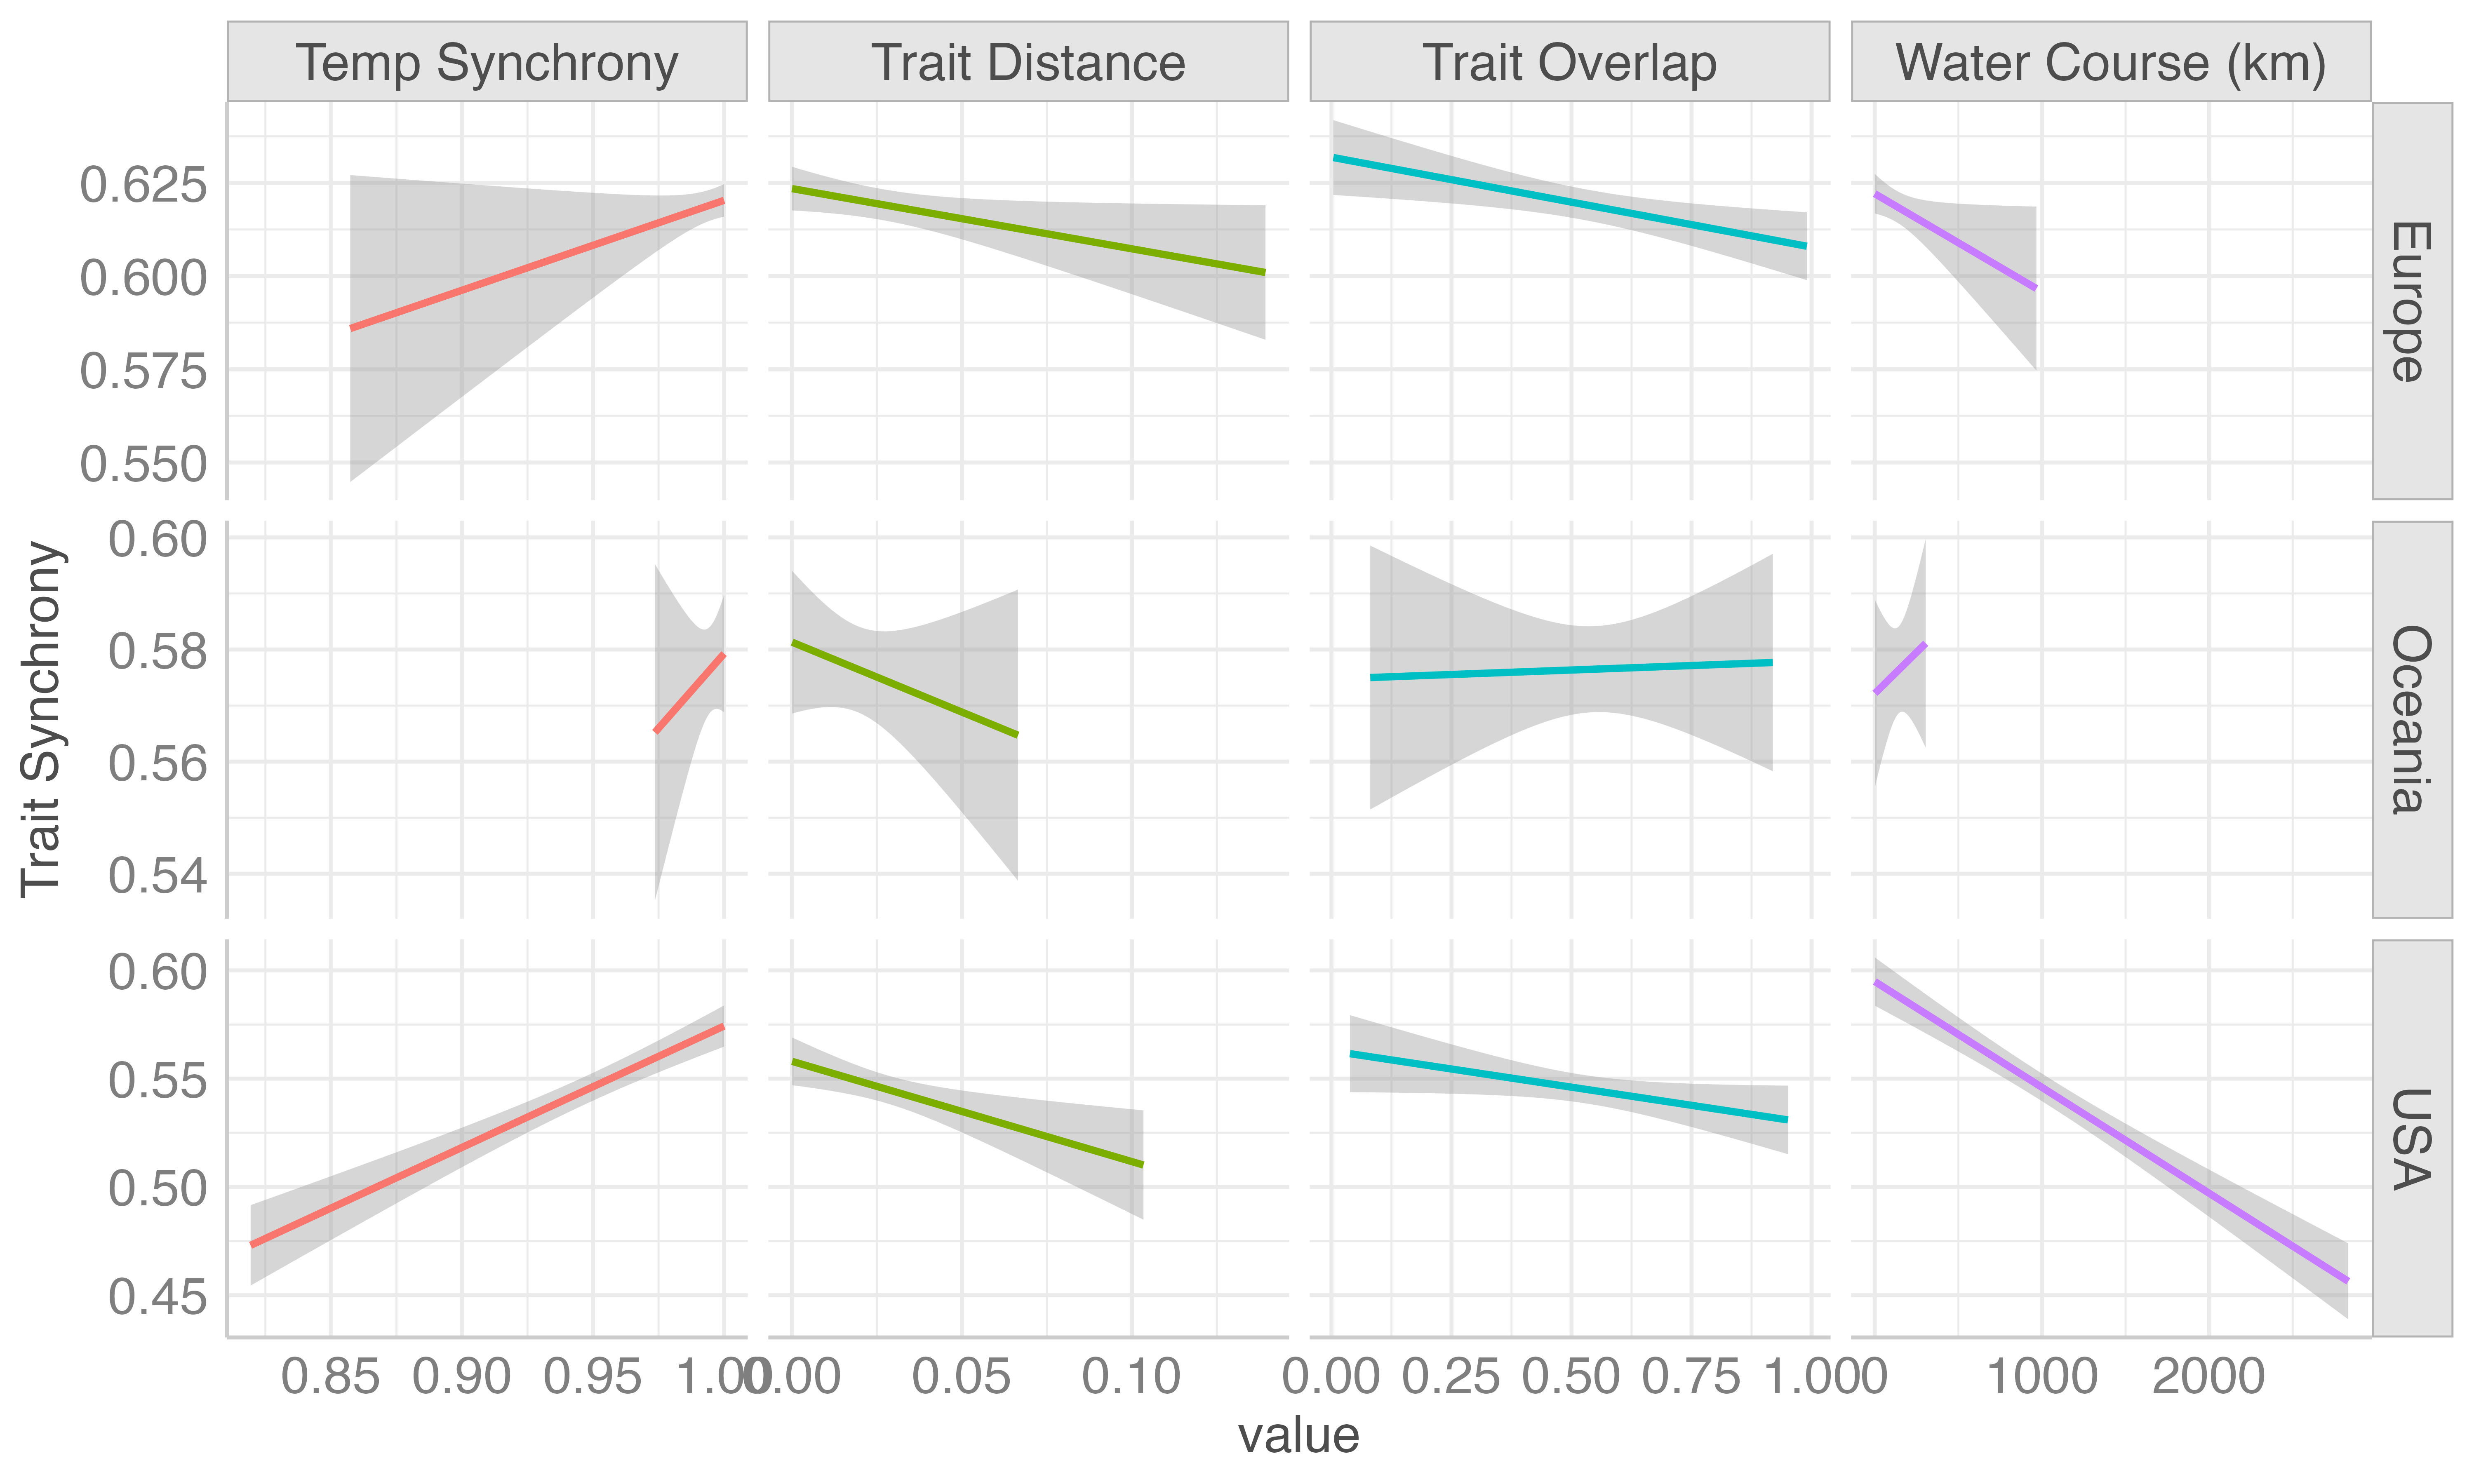 Temp Synchrony Trait Distance Trait Overlap Water Course (km)
0.625
0.600
0.575
0.550
Europe
0.60
0.58
0.56
0.54
Oceania
0.60
0.55
0.50
0.45
USA
Trait Synchrony
0.85 0.90 0.95 1.00 0.00 0.05 0.10 0.00 0.25 0.50 0.75 1.00 0 1000 2000
value